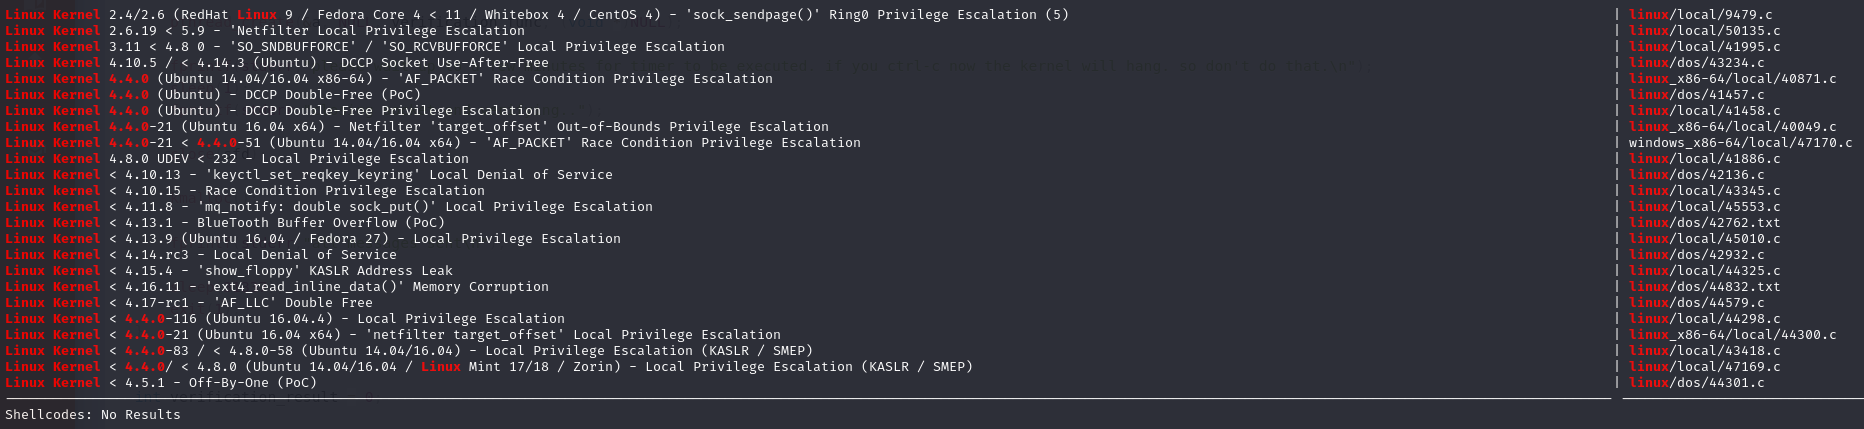 Linux Kernel 2.4/2.6 (RedHat Linux 9 / Fedora Core 4 < 11 / Whitebox 4 / CentOS 4) - 'sock_sendpage()' Ring0 Privilege Escalation (5) | linux/local/9479.c
Linux Kernel 2.6.19 < 5.9 - 'Netfilter Local Privilege Escalation | linux/local/50135.c
Linux Kernel 3.11 < 4.8 0 - 'SO_SNDBUFFORCE' / 'SO_RCVBUFFORCE' Local Privilege Escalation | linux/local/41995.c
Linux Kernel 4.10.5 / < 4.14.3 (Ubuntu) - DCCP Socket Use-After-Free | linux/dos/43234.c
Linux Kernel 4.4.0 (Ubuntu 14.04/16.04 x86-64) - 'AF_PACKET' Race Condition Privilege Escalation | linux_x86-64/local/40871.c
Linux Kernel 4.4.0 (Ubuntu) - DCCP Double-Free (PoC) | linux/dos/41457.c
Linux Kernel 4.4.0 (Ubuntu) - DCCP Double-Free Privilege Escalation | linux/local/41458.c
Linux Kernel 4.4.0-21 (Ubuntu 16.04 x64) - Netfilter 'target_offset' Out-of-Bounds Privilege Escalation | linux_x86-64/local/40049.c
Linux Kernel 4.4.0-21 < 4.4.0-51 (Ubuntu 14.04/16.04 x64) - 'AF_PACKET' Race Condition Privilege Escalation | windows_x86-64/local/47170.c
Linux Kernel 4.8.0 UDEV < 232 - Local Privilege Escalation | linux/local/41886.c
Linux Kernel < 4.10.13 - 'keyctl_set_reqkey_keyring' Local Denial of Service | linux/dos/42136.c
Linux kernel < 4.10.15 - Race Condition Privilege Escalation | linux/local/43345.c
Linux Kernel < 4.11.8 - 'mq_notify: double sock_put()' Local Privilege Escalation | linux/local/45553.c
Linux Kernel < 4.13.1 - BlueTooth Buffer Overflow (PoC) | linux/dos/42762.txt
Linux Kernel < 4.13.9 (Ubuntu 16.04 / Fedora 27) - Local Privilege Escalation | linux/local/45010.c
Linux Kernel < 4.14.rc3 - Local Denial of Service | linux/dos/42932.c
Linux Kernel < 4.15.4 - 'show_floppy' KASLR Address Leak | linux/local/44325.c
Linux Kernel < 4.16.11 - 'ext4_read_inline_data()' Memory Corruption | linux/dos/44832.txt
Linux Kernel < 4.17-rc1 - 'AF_LLC' Double Free | linux/dos/44579.c
Linux Kernel < 4.4.0-116 (Ubuntu 16.04.4) - Local Privilege Escalation | linux/local/44298.c
Linux Kernel < 4.4.0-21 (Ubuntu 16.04 x64) - 'netfilter target_offset' Local Privilege Escalation | linux_x86-64/local/44300.c
Linux Kernel < 4.4.0-83 / < 4.8.0-58 (Ubuntu 14.04/16.04) - Local Privilege Escalation (KASLR / SMEP) | linux/local/43418.c
Linux Kernel < 4.4.0/ < 4.8.0 (Ubuntu 14.04/16.04 / Linux Mint 17/18 / Zorin) - Local Privilege Escalation (KASLR / SMEP) | linux/local/47169.c
Linux Kernel < 4.5.1 - Off-By-One (PoC) | linux/dos/44301.c
Shellcodes: No Results